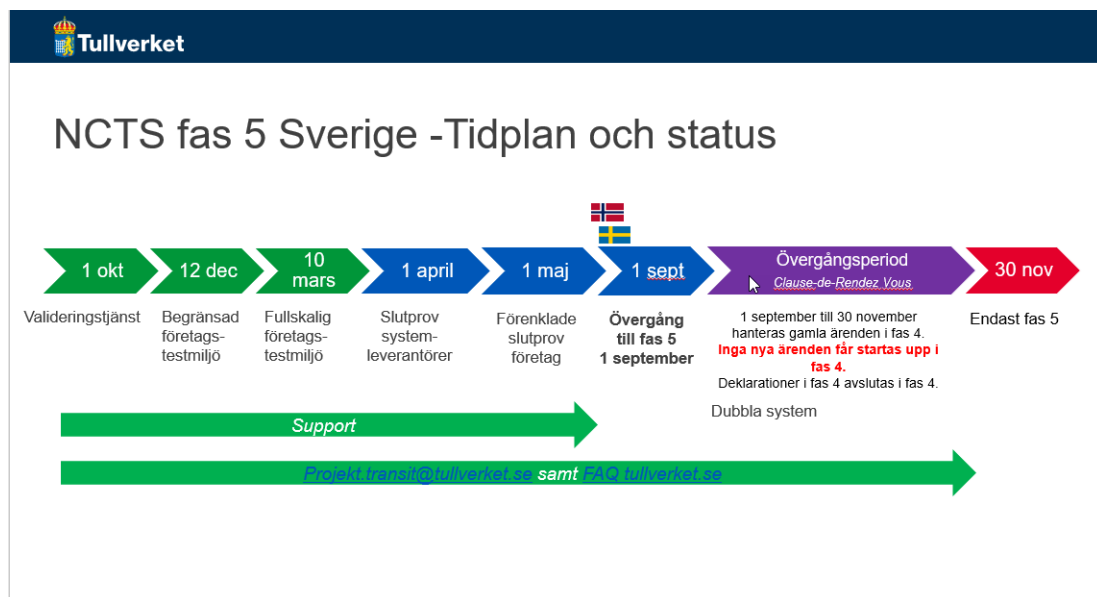 Tullverket
NCTS fas 5 Sverige -Tidplan och status
1 okt
12 dec
10
mars
1 april
1 maj
1 sept
Övergångsperiod
Clause-de-Rendez Vous
30 nov
Valideringstjänst
Begränsad
företags-
testmiljö
Fullskalig
företags-
testmiljö
Slutprov
system-
leverantörer
Förenklade
slutprov
företag
Övergång
till fas 5
1 september
1 september till 30 november
hanteras gamla ärenden i fas 4.
Inga nya ärenden får startas upp i
fas 4.
Deklarationer i fas 4 avslutas i fas 4.
Dubbla system
Endast fas 5
Support
Projekt.transit@tullverket.se samt FAQ tullverket.se